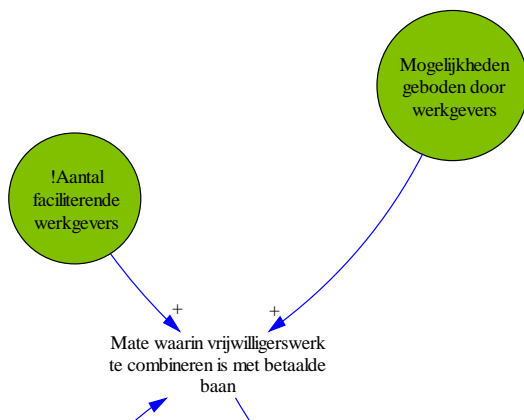 Mogelijkheden
geboden door
werkgevers
!Aantal
faciliterende
werkgevers
+
+
Mate waarin vrijwilligerswerk
te combineren is met betaalde
baan